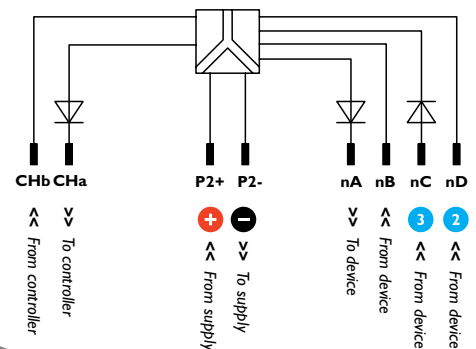 CHb CHa P2+ P2- nA nB nC nD
+ − 3 2
<< From controller
>> To controller
<< From supply
>> To supply
>> To device
<< From device
<< From device
<< From device